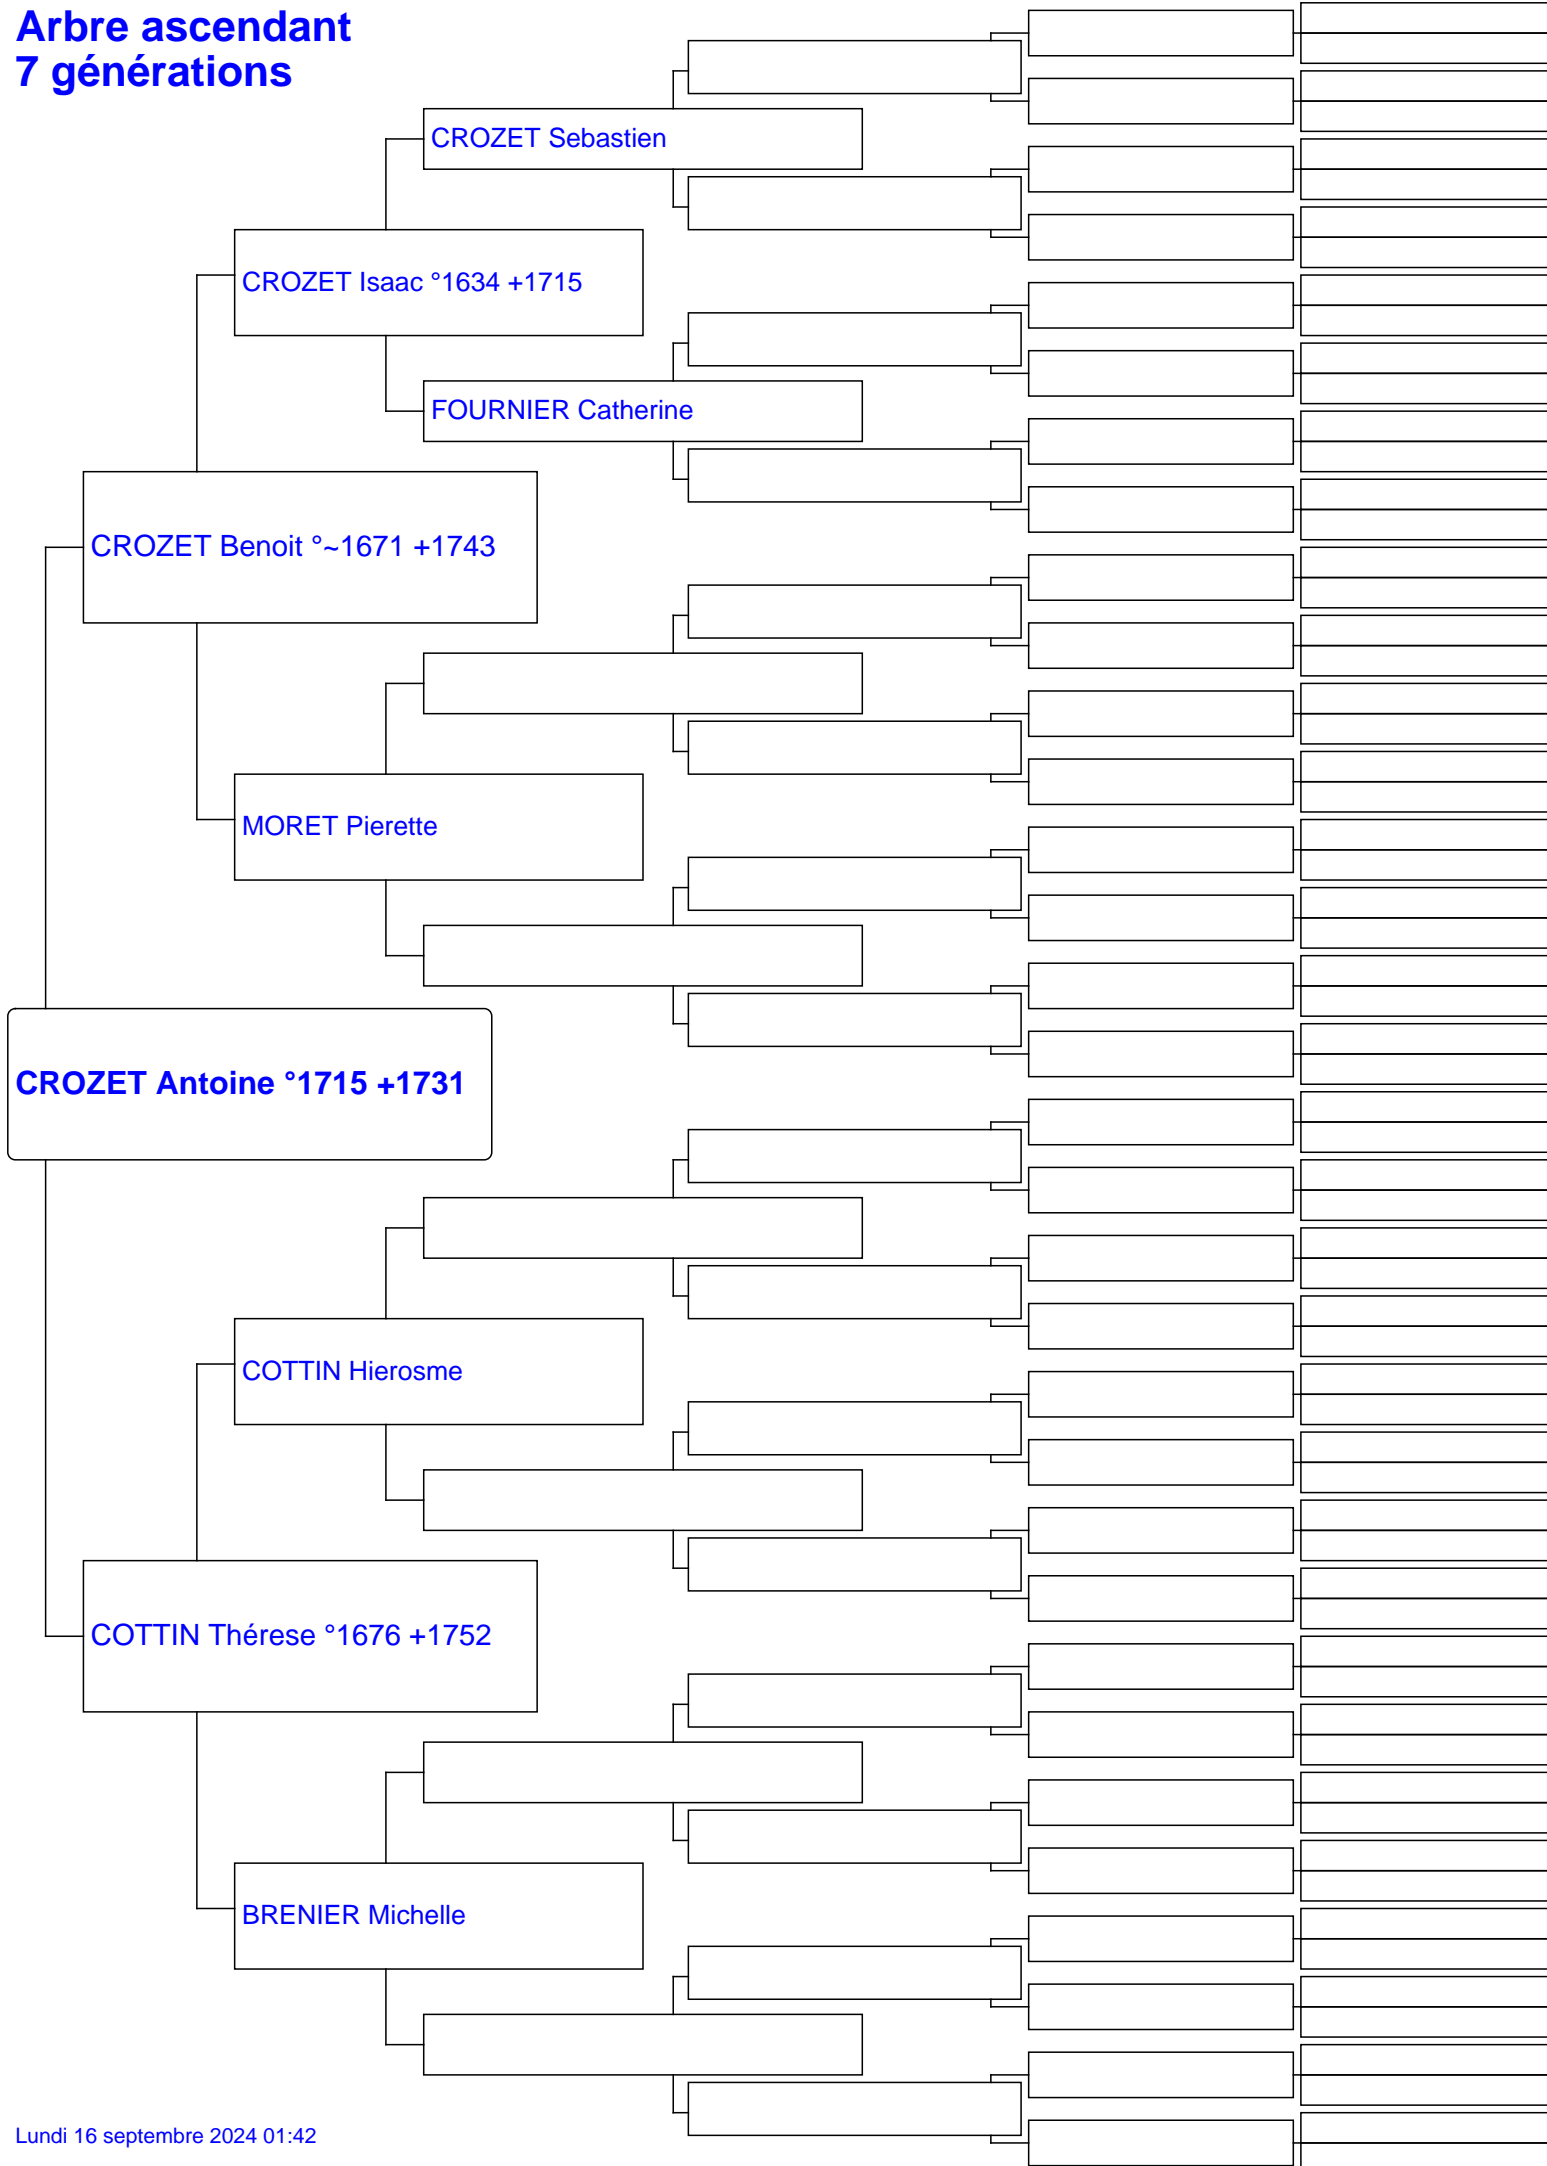 Arbre ascendant
7 générations
CROZET Sebastien
CROZET Isaac °1634 +1715
FOURNIER Catherine
CROZET Benoit °~1671 +1743
MORET Pierette
CROZET Antoine °1715 +1731
COTTIN Hierosme
COTTIN Thérese °1676 +1752
BRENIER Michelle
Lundi 16 septembre 2024 01:42